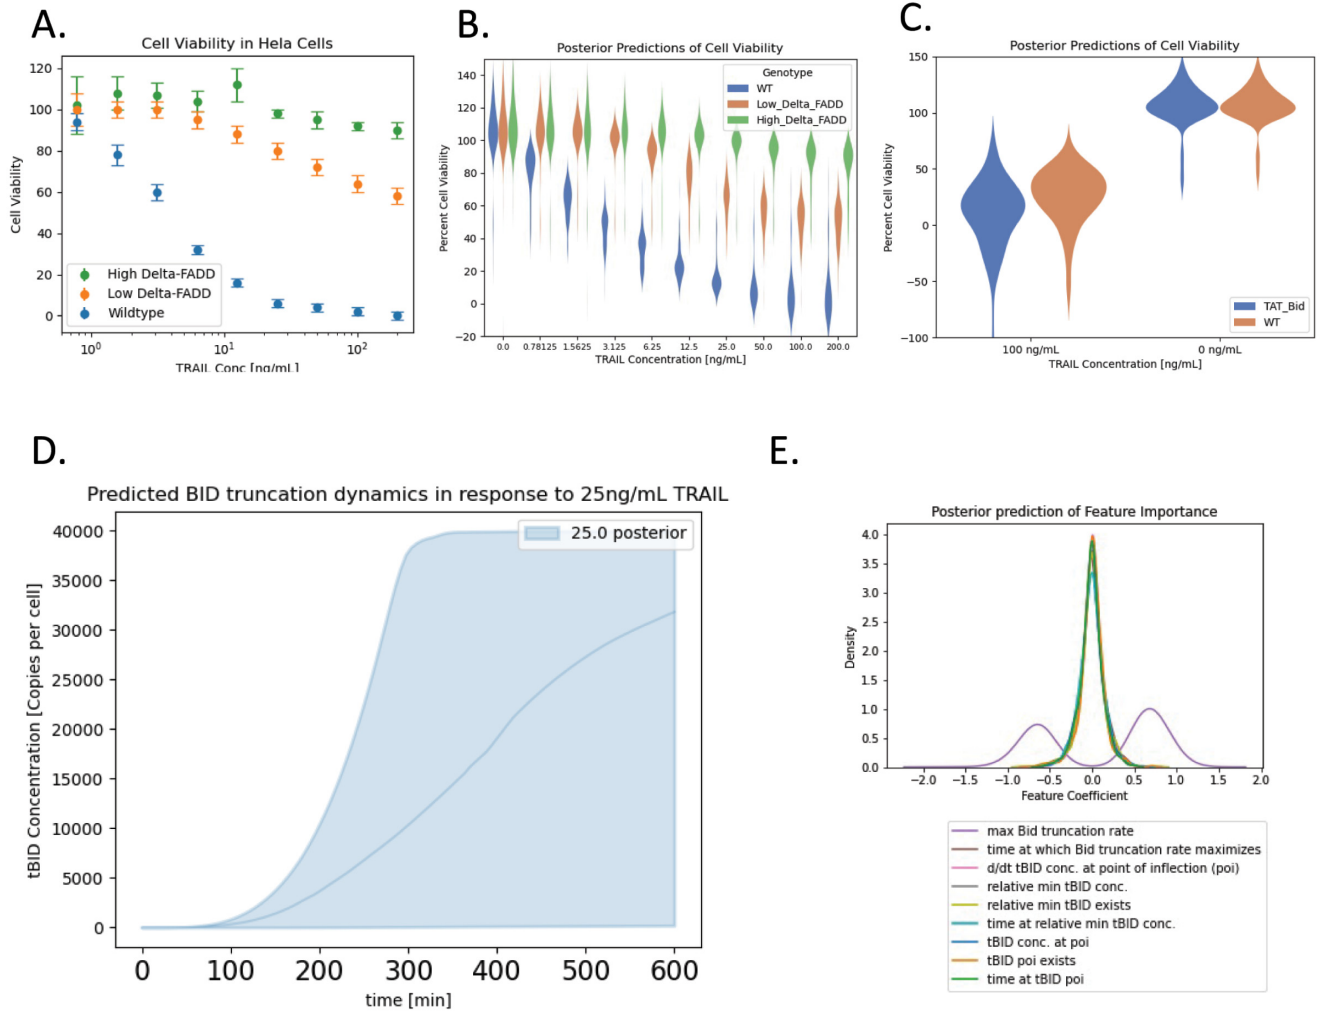 A.
Cell Viability in Hela Cells
Cell Viability
120
100
80
60
40
20
0
High Delta-FADD
Low Delta-FADD
Wildtype
10⁰
10¹
10²
TRAIL Conc [ng/mL]
B.
Posterior Predictions of Cell Viability
Percent Cell Viability
140
120
100
80
60
40
20
0
−20
Genotype
WT
Low_Delta_FADD
High_Delta_FADD
0.0 0.78125 1.5625 3.125 6.25 12.5 25.0 50.0 100.0 200.0
TRAIL Concentration [ng/mL]
C.
Posterior Predictions of Cell Viability
Percent Cell Viability
150
100
50
0
−50
−100
TAT_Bid
WT
100 ng/mL 0 ng/mL
TRAIL Concentration [ng/mL]
D.
Predicted BID truncation dynamics in response to 25ng/mL TRAIL
tBID Concentration [Copies per cell]
40000
35000
30000
25000
20000
15000
10000
5000
0
25.0 posterior
0 100 200 300 400 500 600
time [min]
E.
Posterior prediction of Feature Importance
Density
4.0
3.5
3.0
2.5
2.0
1.5
1.0
0.5
0.0
−2.0 −1.5 −1.0 −0.5 0.0 0.5 1.0 1.5 2.0
Feature Coefficient
max Bid truncation rate
time at which Bid truncation rate maximizes
d/dt tBID conc. at point of inflection (poi)
relative min tBID conc.
relative min tBID exists
time at relative min tBID conc.
tBID conc. at poi
tBID poi exists
time at tBID poi